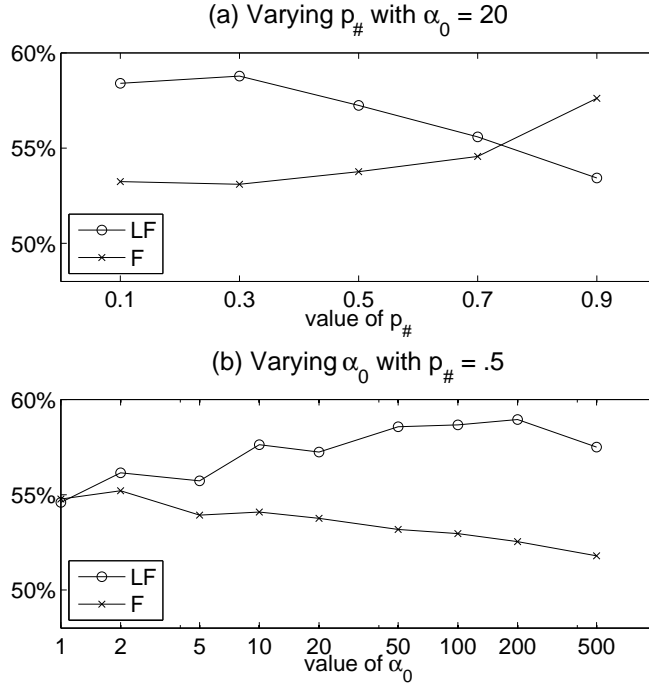 (a) Varying p# with α0 = 20
60%
55%
50%
LF
F
0.1 0.3 0.5 0.7 0.9
value of p#
(b) Varying α0 with p# = .5
60%
55%
50%
LF
F
1 2 5 10 20 50 100 200 500
value of α0